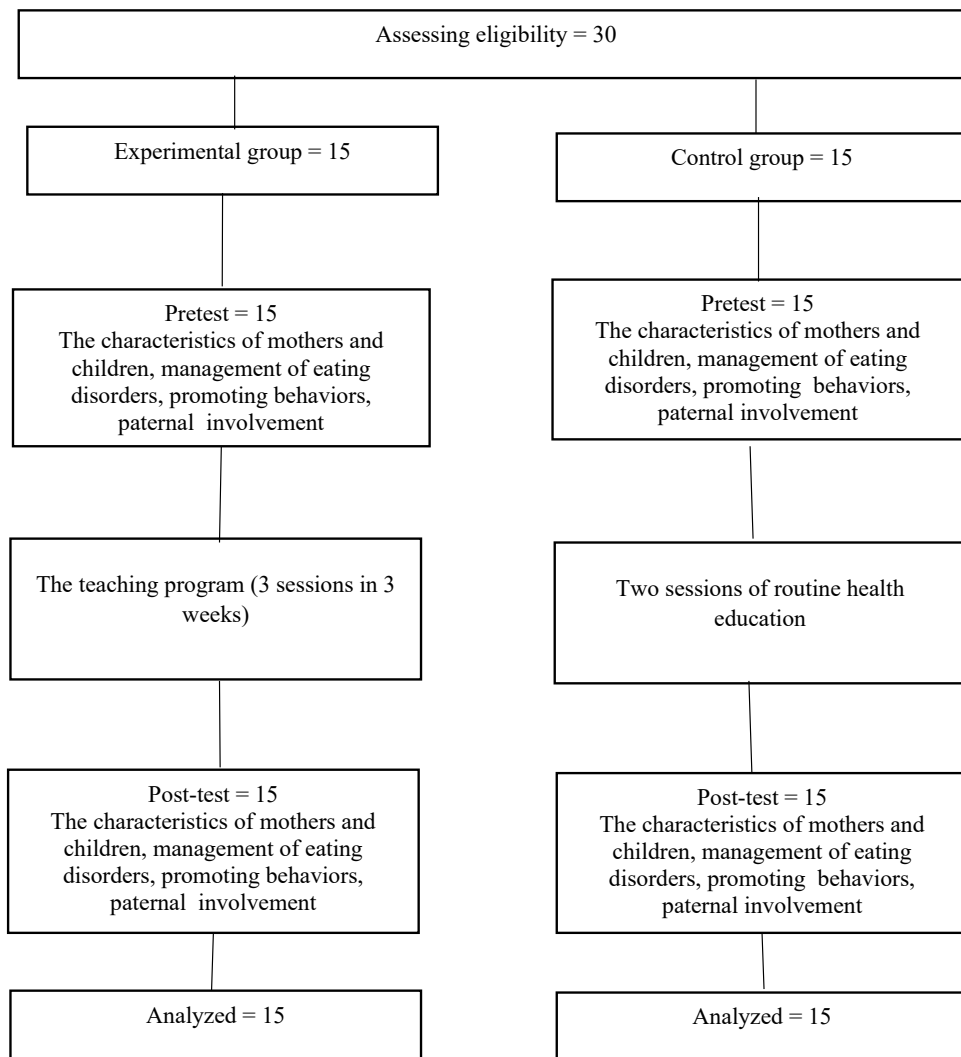 Assessing eligibility = 30
Experimental group = 15
Control group = 15
Pretest = 15
The characteristics of mothers and
children, management of eating
disorders, promoting behaviors,
paternal involvement
Pretest = 15
The characteristics of mothers and
children, management of eating
disorders, promoting behaviors,
paternal involvement
The teaching program (3 sessions in 3
weeks)
Two sessions of routine health
education
Post-test = 15
The characteristics of mothers and
children, management of eating
disorders, promoting behaviors,
paternal involvement
Post-test = 15
The characteristics of mothers and
children, management of eating
disorders, promoting behaviors,
paternal involvement
Analyzed = 15
Analyzed = 15